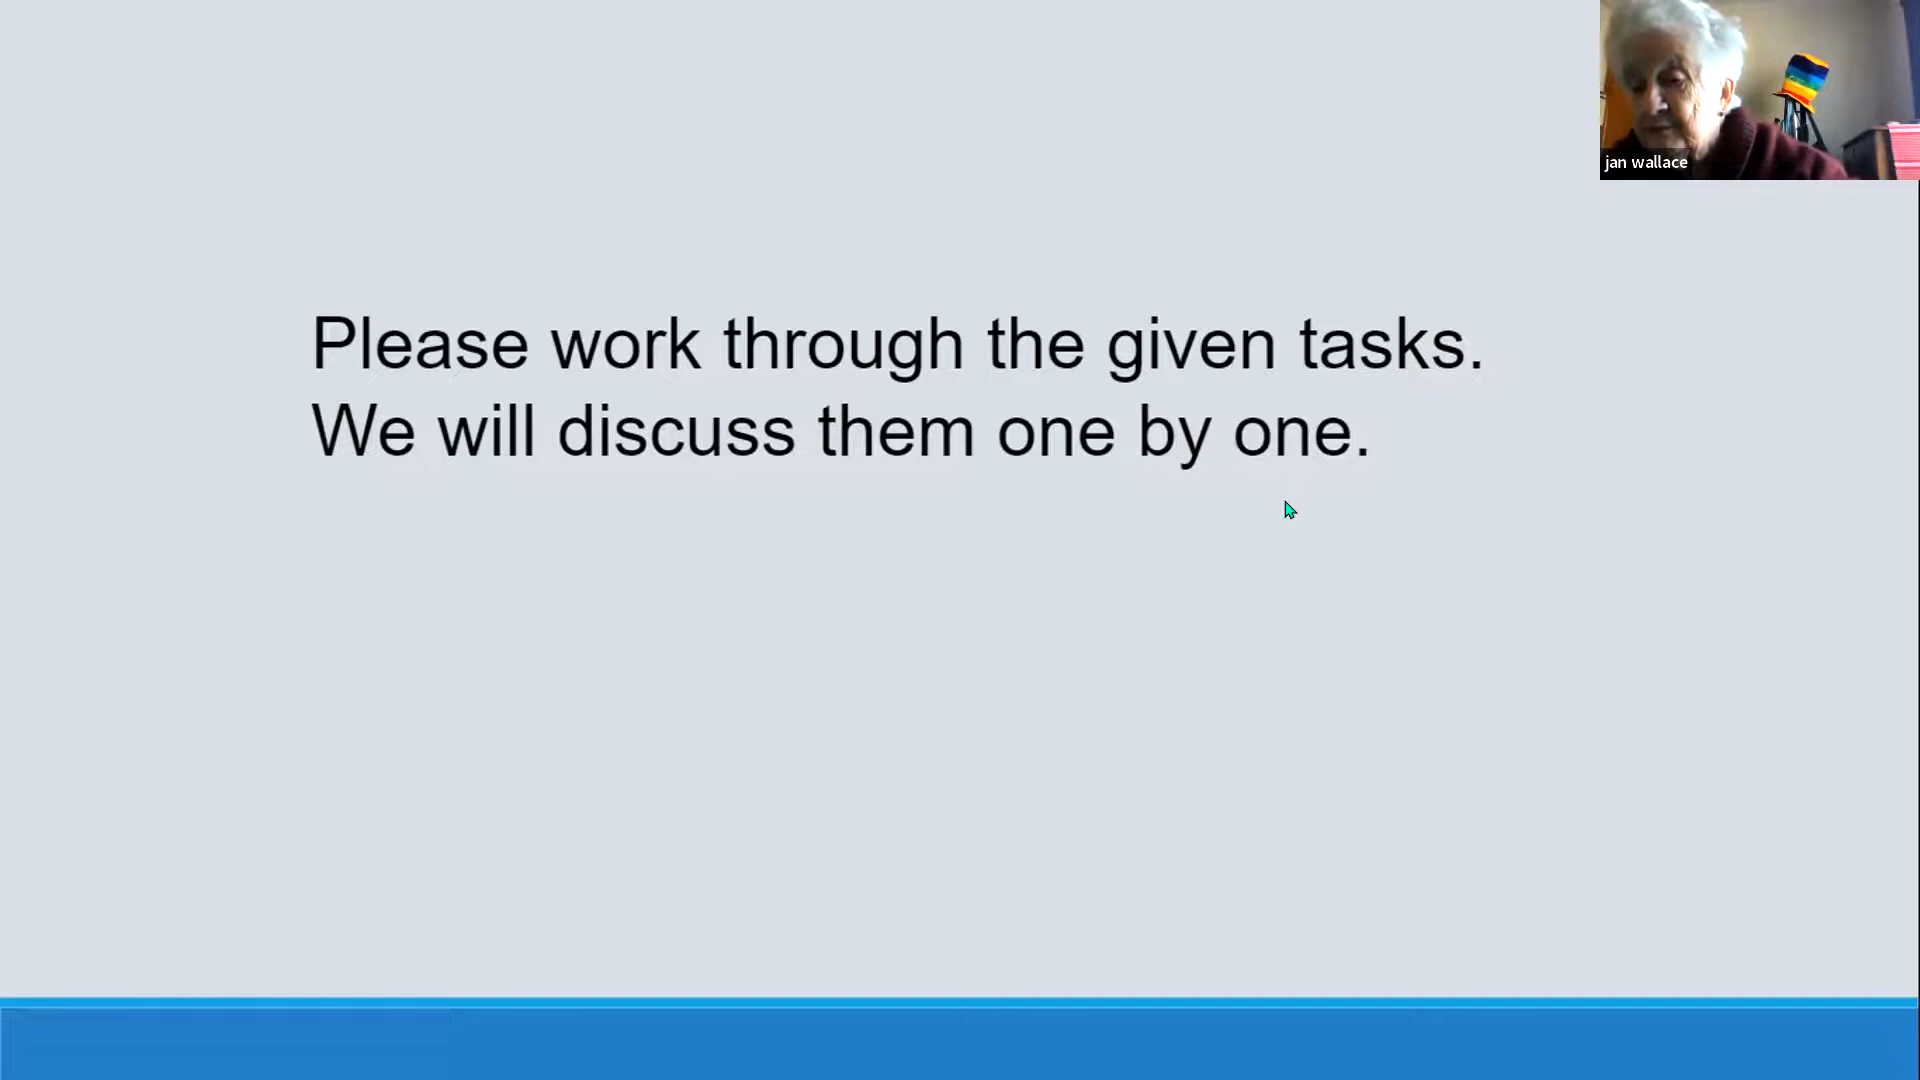 jan wallace
Please work through the given tasks.
We will discuss them one by one.